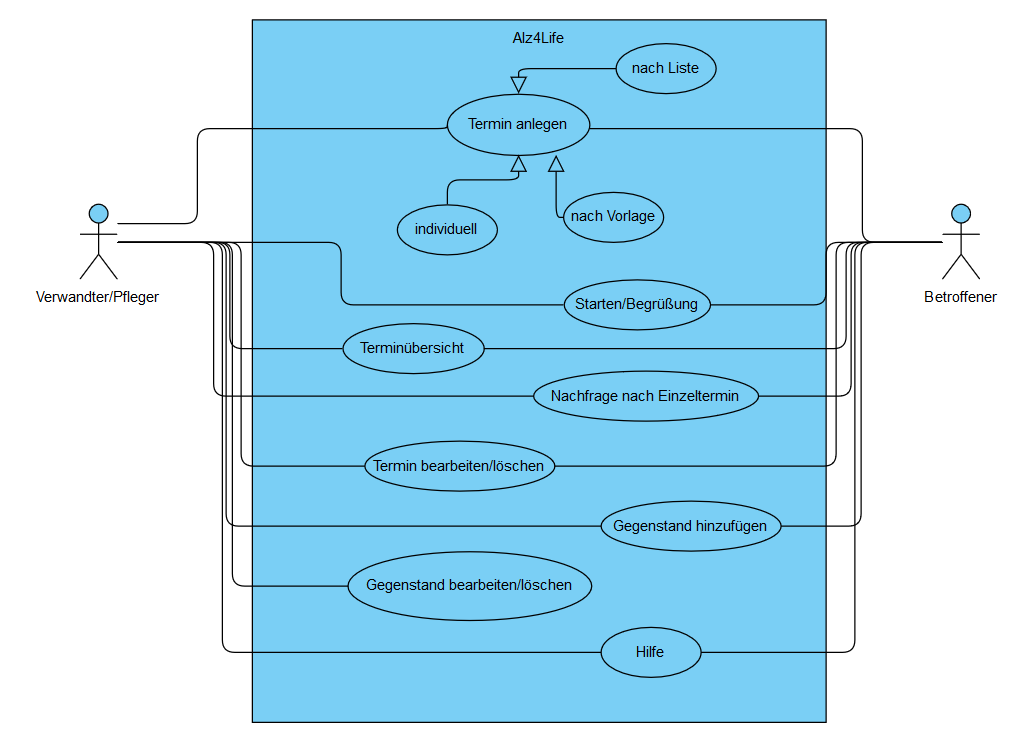 Alz4Life
nach Liste
Termin anlegen
individuell
nach Vorlage
Verwandter/Pfleger
Betroffener
Starten/Begrüßung
Terminübersicht
Nachfrage nach Einzeltermin
Termin bearbeiten/löschen
Gegenstand hinzufügen
Gegenstand bearbeiten/löschen
Hilfe